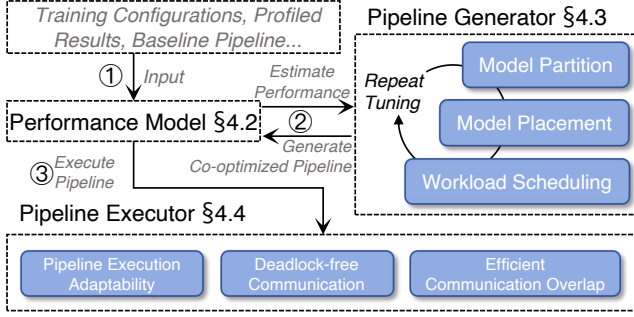 Training Configurations, Profiled
Results, Baseline Pipeline...
① Input
Performance Model §4.2
Estimate
Performance
②
Generate
Co-optimized Pipeline
③ Execute
Pipeline
Pipeline Generator §4.3
Repeat
Tuning
Model Partition
Model Placement
Workload Scheduling
Pipeline Executor §4.4
Pipeline Execution
Adaptability
Deadlock-free
Communication
Efficient
Communication Overlap